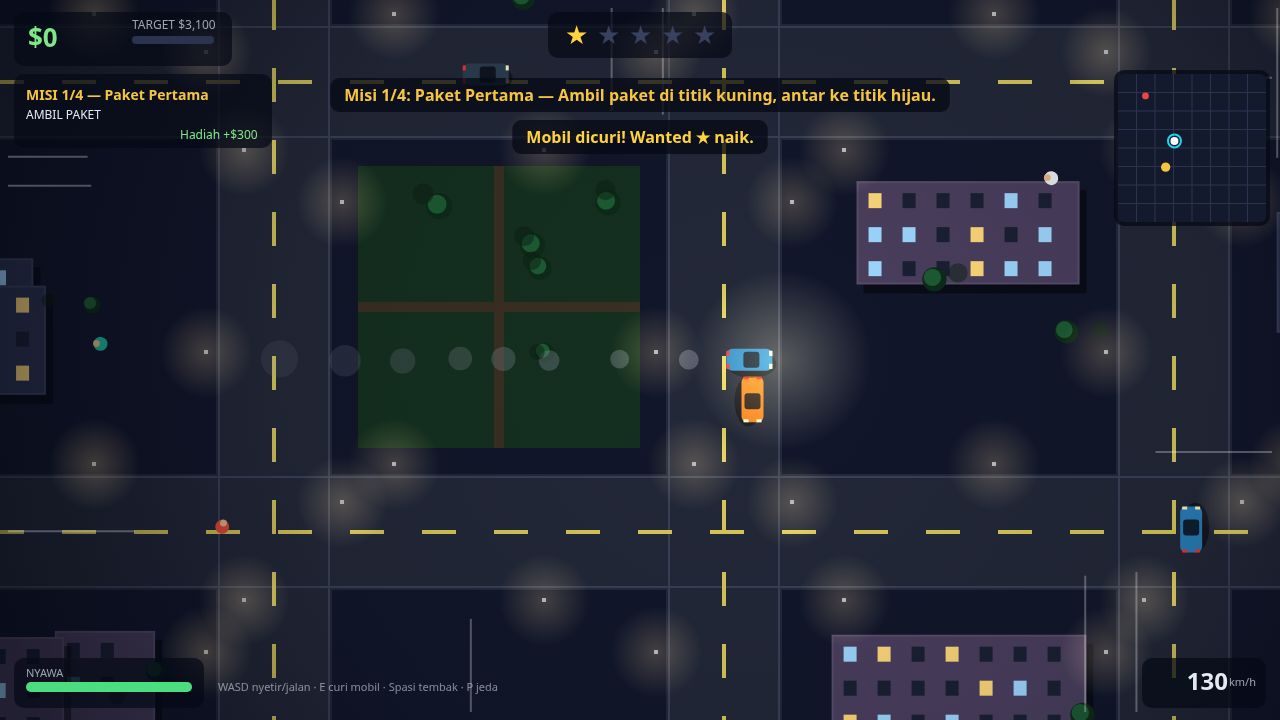 $0
TARGET $3,100
MISI 1/4 — Paket Pertama
AMBIL PAKET
Hadiah +$300
Misi 1/4: Paket Pertama — Ambil paket di titik kuning, antar ke titik hijau.
Mobil dicuri! Wanted ★ naik.
NYAWA
WASD nyetir/jalan · E curi mobil · Spasi tembak · P jeda
130 km/h